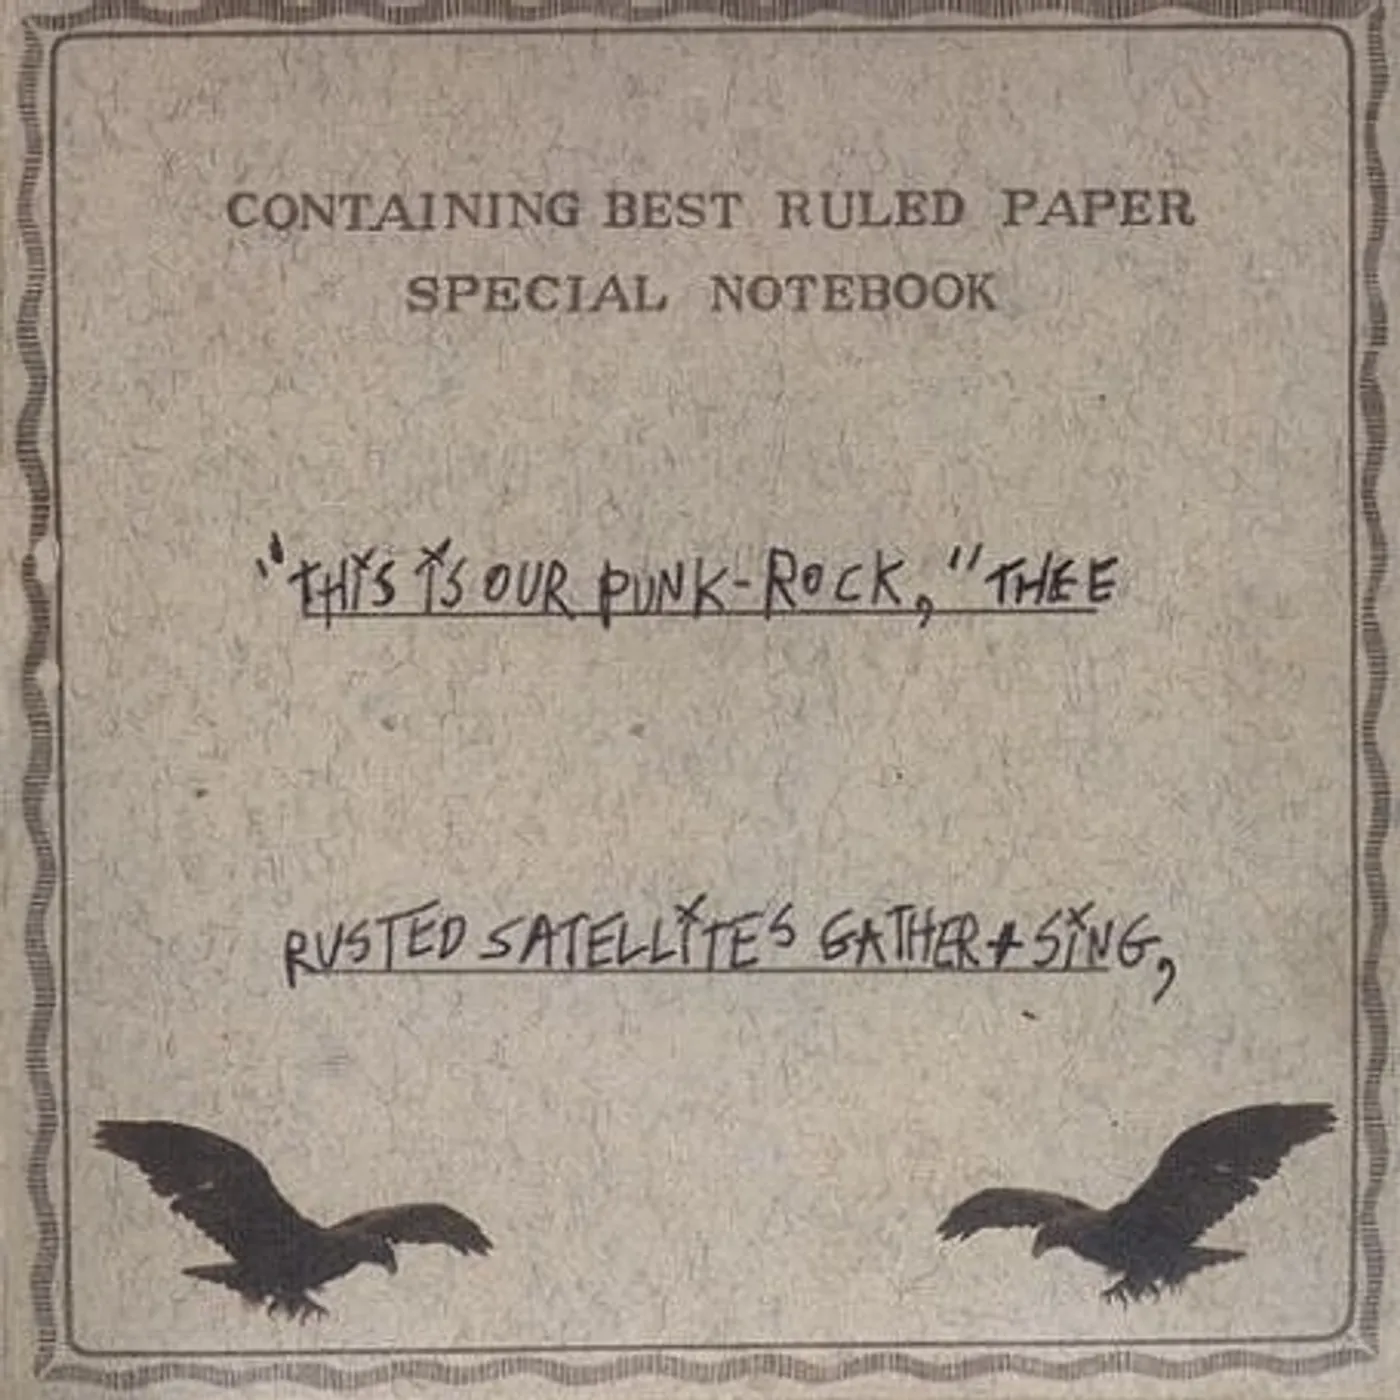 CONTAINING BEST RULED PAPER
SPECIAL NOTEBOOK
"THiS iS OUR PUNK-ROCK," THEE
RUSTED SATELLiTES GATHER + SiNG,